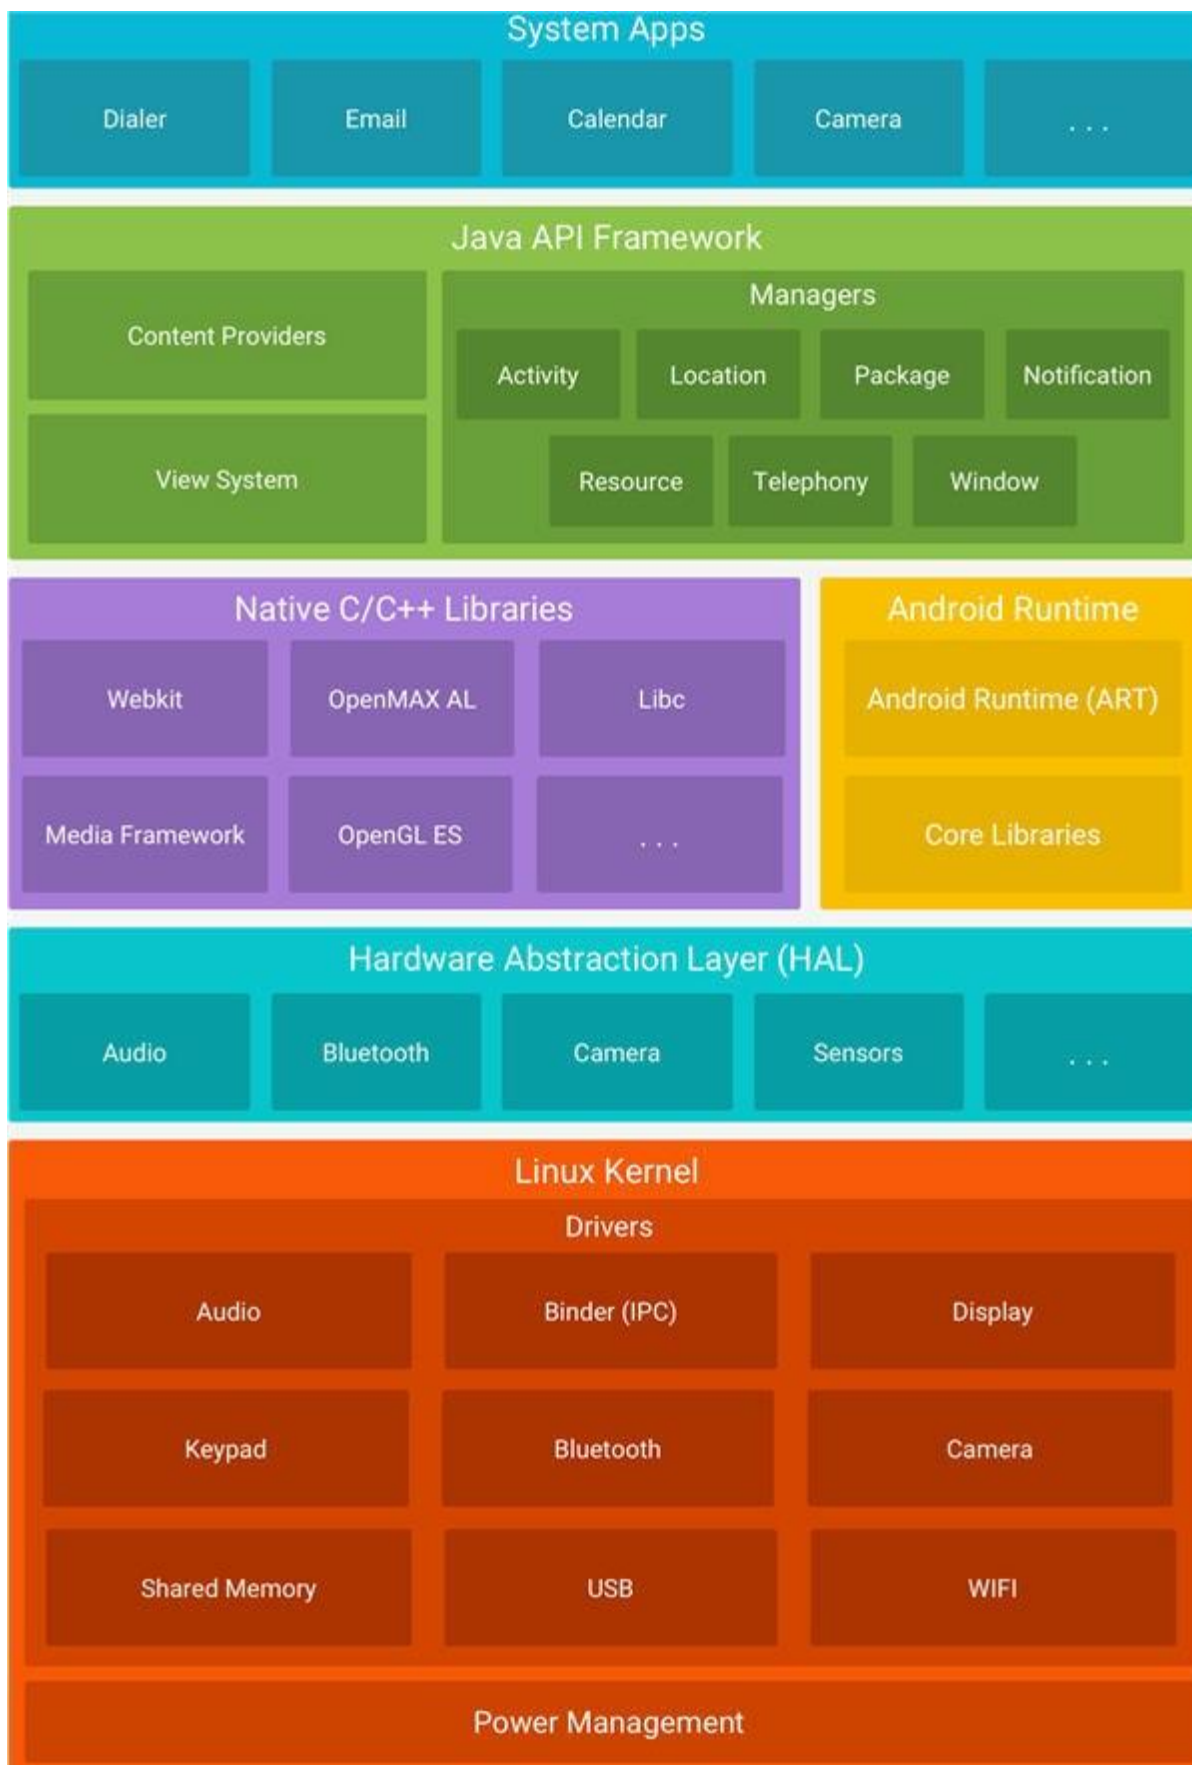 System Apps
Dialer
Email
Calendar
Camera
. . .
Java API Framework
Content Providers
View System
Managers
Activity
Location
Package
Notification
Resource
Telephony
Window
Native C/C++ Libraries
Webkit
OpenMAX AL
Libc
Media Framework
OpenGL ES
. . .
Android Runtime
Android Runtime (ART)
Core Libraries
Hardware Abstraction Layer (HAL)
Audio
Bluetooth
Camera
Sensors
. . .
Linux Kernel
Drivers
Audio
Binder (IPC)
Display
Keypad
Bluetooth
Camera
Shared Memory
USB
WIFI
Power Management